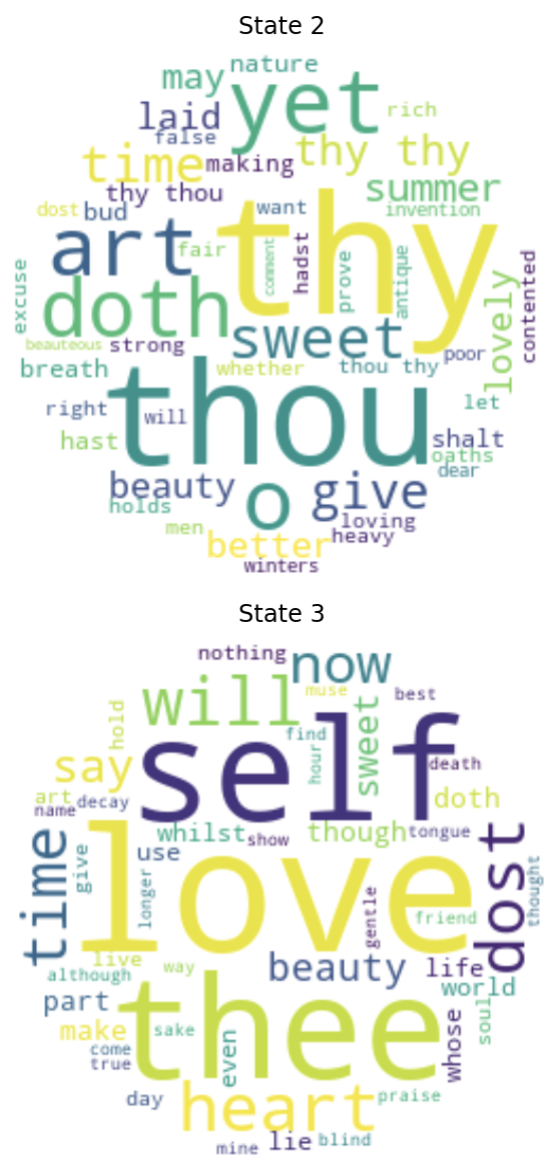 State 2
nature
may
yet
rich
laid
false
time
making
thy thy
thy thou
summer
dost
bud
want
invention
art
fair
thy
comment
hadst
prove
antique
lovely
contented
excuse
doth
sweet
beauteous
strong
poor
breath
whether
thou thy
thou
let
right
will
hast
shalt
oaths
dear
beauty
o
give
holds
loving
men
better
heavy
winters
State 3
nothing
now
will
muse
best
self
hold
find
sweet
say
hour
death
art
name
decay
doth
whilst
show
though
tongue
time
love
give
use
longer
dost
thought
gentle
friend
live
way
beauty
life
although
world
part
thee
soul
make
sake
come
true
even
whose
day
heart
praise
mine
lie
blind